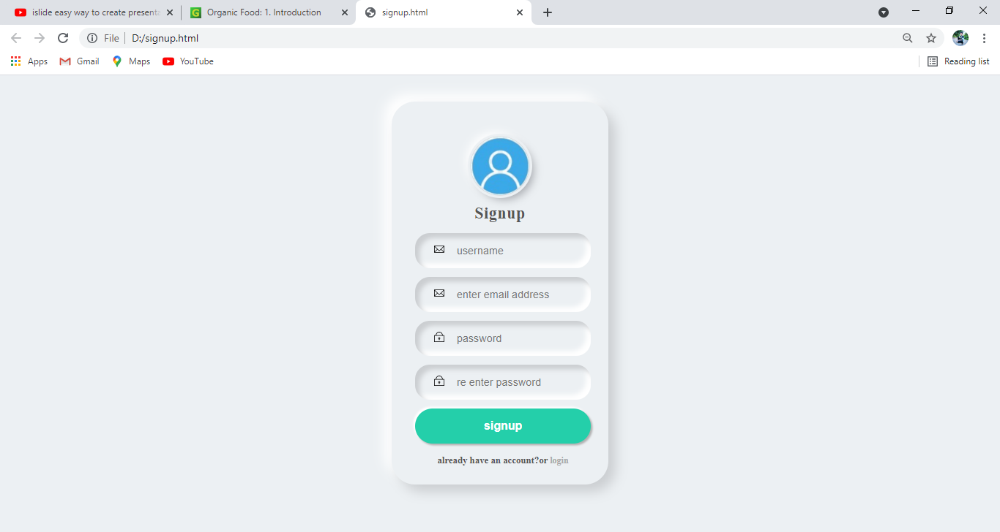 islide easy way to create presenta
Organic Food: 1. Introduction
signup.html
File
D:/signup.html
Apps
Gmail
Maps
YouTube
Reading list
Signup
username
enter email address
password
re enter password
signup
already have an account?or login